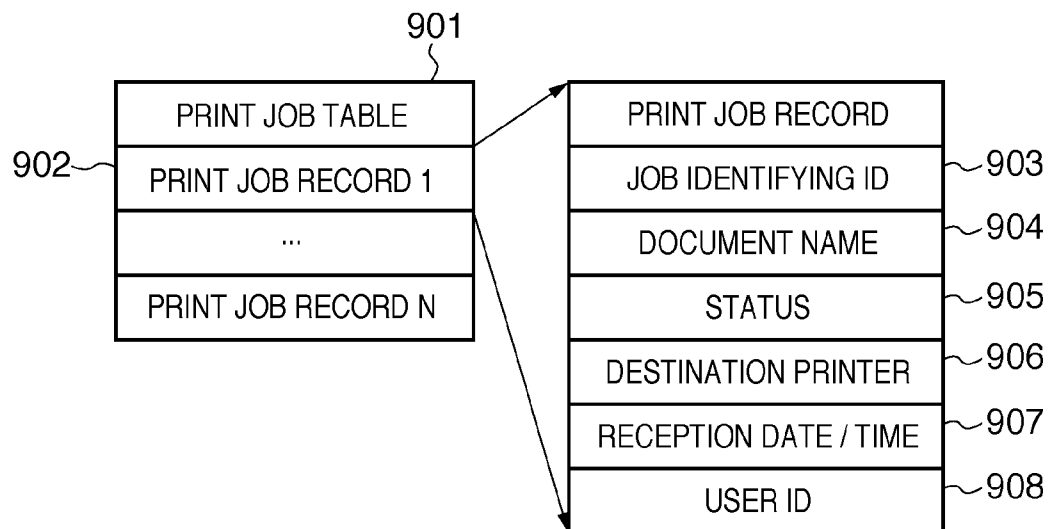 901
PRINT JOB TABLE
902
PRINT JOB RECORD 1
...
PRINT JOB RECORD N
PRINT JOB RECORD
JOB IDENTIFYING ID
903
DOCUMENT NAME
904
STATUS
905
DESTINATION PRINTER
906
RECEPTION DATE / TIME
907
USER ID
908